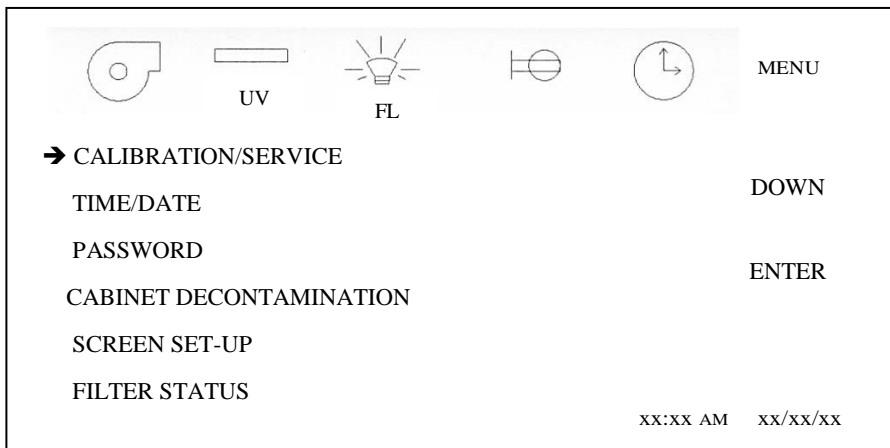 MENU
UV
FL
➔ CALIBRATION/SERVICE
DOWN
TIME/DATE
PASSWORD
ENTER
CABINET DECONTAMINATION
SCREEN SET-UP
FILTER STATUS
xx:xx AM xx/xx/xx